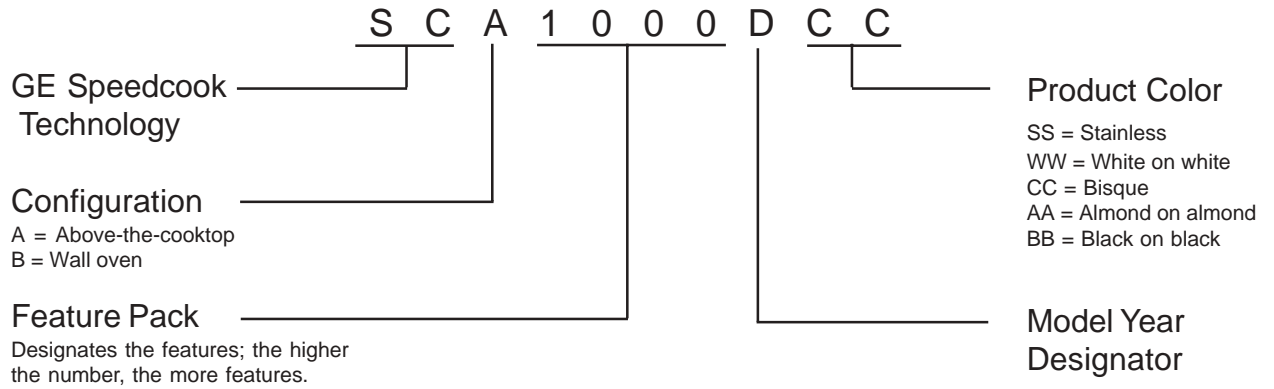 S C A 1 0 0 0 D C C
GE Speedcook
Technology
Configuration
A = Above-the-cooktop
B = Wall oven
Feature Pack
Designates the features; the higher
the number, the more features.
Product Color
SS = Stainless
WW = White on white
CC = Bisque
AA = Almond on almond
BB = Black on black
Model Year
Designator